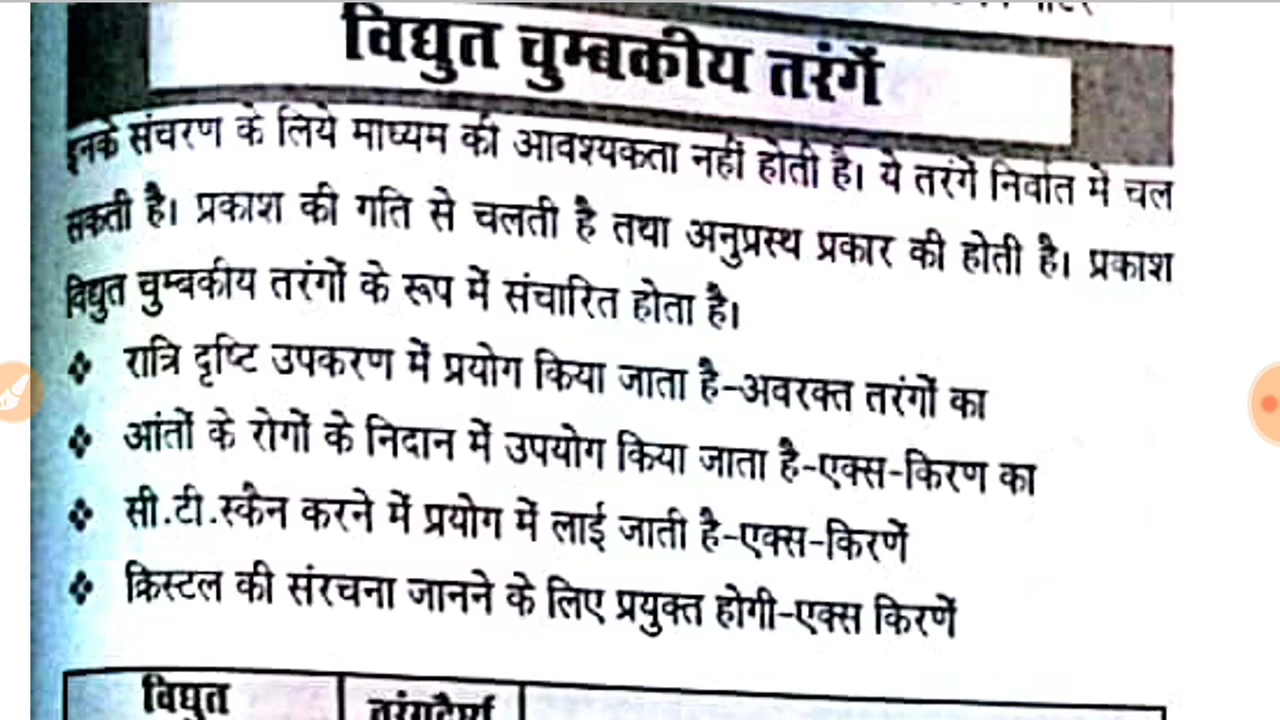 विद्युत चुम्बकीय तरंगें
इनके संचरण के लिये माध्यम की आवश्यकता नहीं होती है। ये तरंगें निर्वात में चल
सकती है। प्रकाश की गति से चलती है तथा अनुप्रस्थ प्रकार की होती है। प्रकाश
विद्युत चुम्बकीय तरंगों के रूप में संचारित होता है।
❖ रात्रि दृष्टि उपकरण में प्रयोग किया जाता है-अवरक्त तरंगों का
❖ आंतों के रोगों के निदान में उपयोग किया जाता है-एक्स-किरण का
❖ सी.टी.स्कैन करने में प्रयोग में लाई जाती है-एक्स-किरणें
❖ क्रिस्टल की संरचना जानने के लिए प्रयुक्त होगी-एक्स किरणें
विद्युत तरंगदैर्ध्य